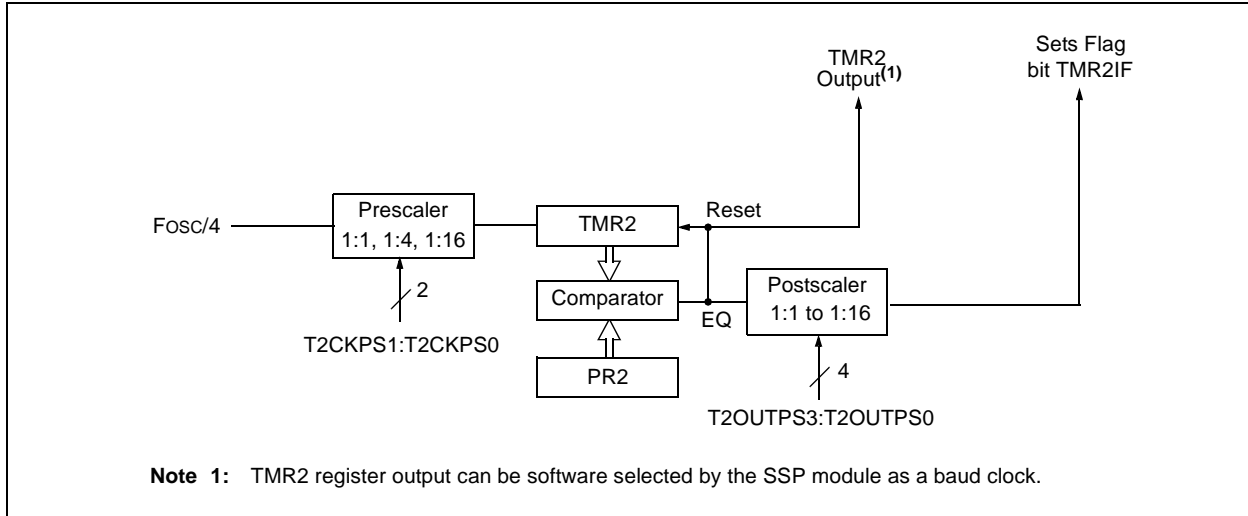 TMR2
Output(1)
Sets Flag
bit TMR2IF
FOSC/4
Prescaler
1:1, 1:4, 1:16
2
T2CKPS1:T2CKPS0
TMR2
Reset
Comparator
EQ
PR2
Postscaler
1:1 to 1:16
4
T2OUTPS3:T2OUTPS0
Note 1: TMR2 register output can be software selected by the SSP module as a baud clock.